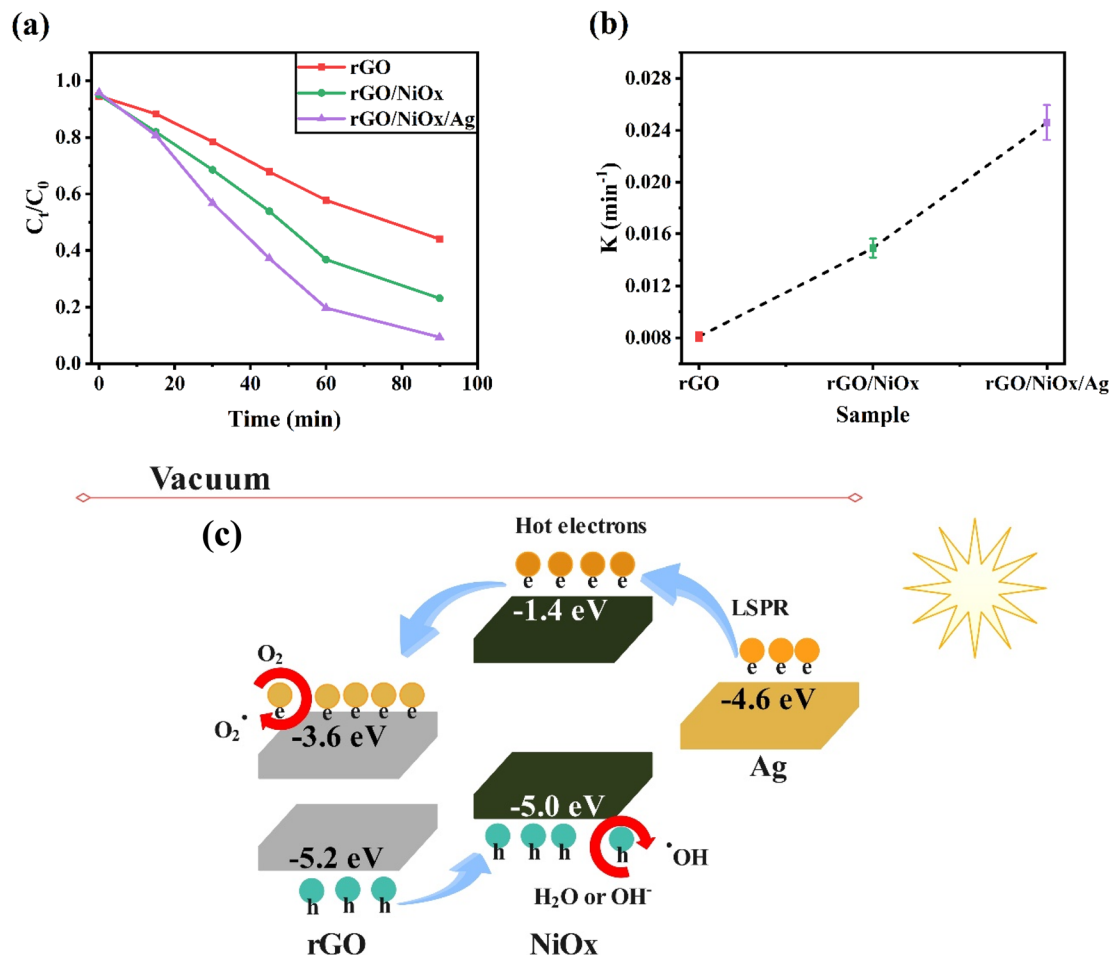 (a)
rGO
rGO/NiOx
rGO/NiOx/Ag
1.0
0.8
0.6
0.4
0.2
0.0
Cₜ/C₀
0 20 40 60 80 100
Time (min)
(b)
0.028
0.024
0.020
0.016
0.012
0.008
K (min⁻¹)
rGO rGO/NiOx rGO/NiOx/Ag
Sample
Vacuum
(c)
Hot electrons
e e e e
-1.4 eV
LSPR
e e e
-4.6 eV
Ag
O₂
O₂˙
e e e e e
-3.6 eV
-5.2 eV
h h h
rGO
-5.0 eV
h h h h
˙OH
H₂O or OH⁻
NiOx